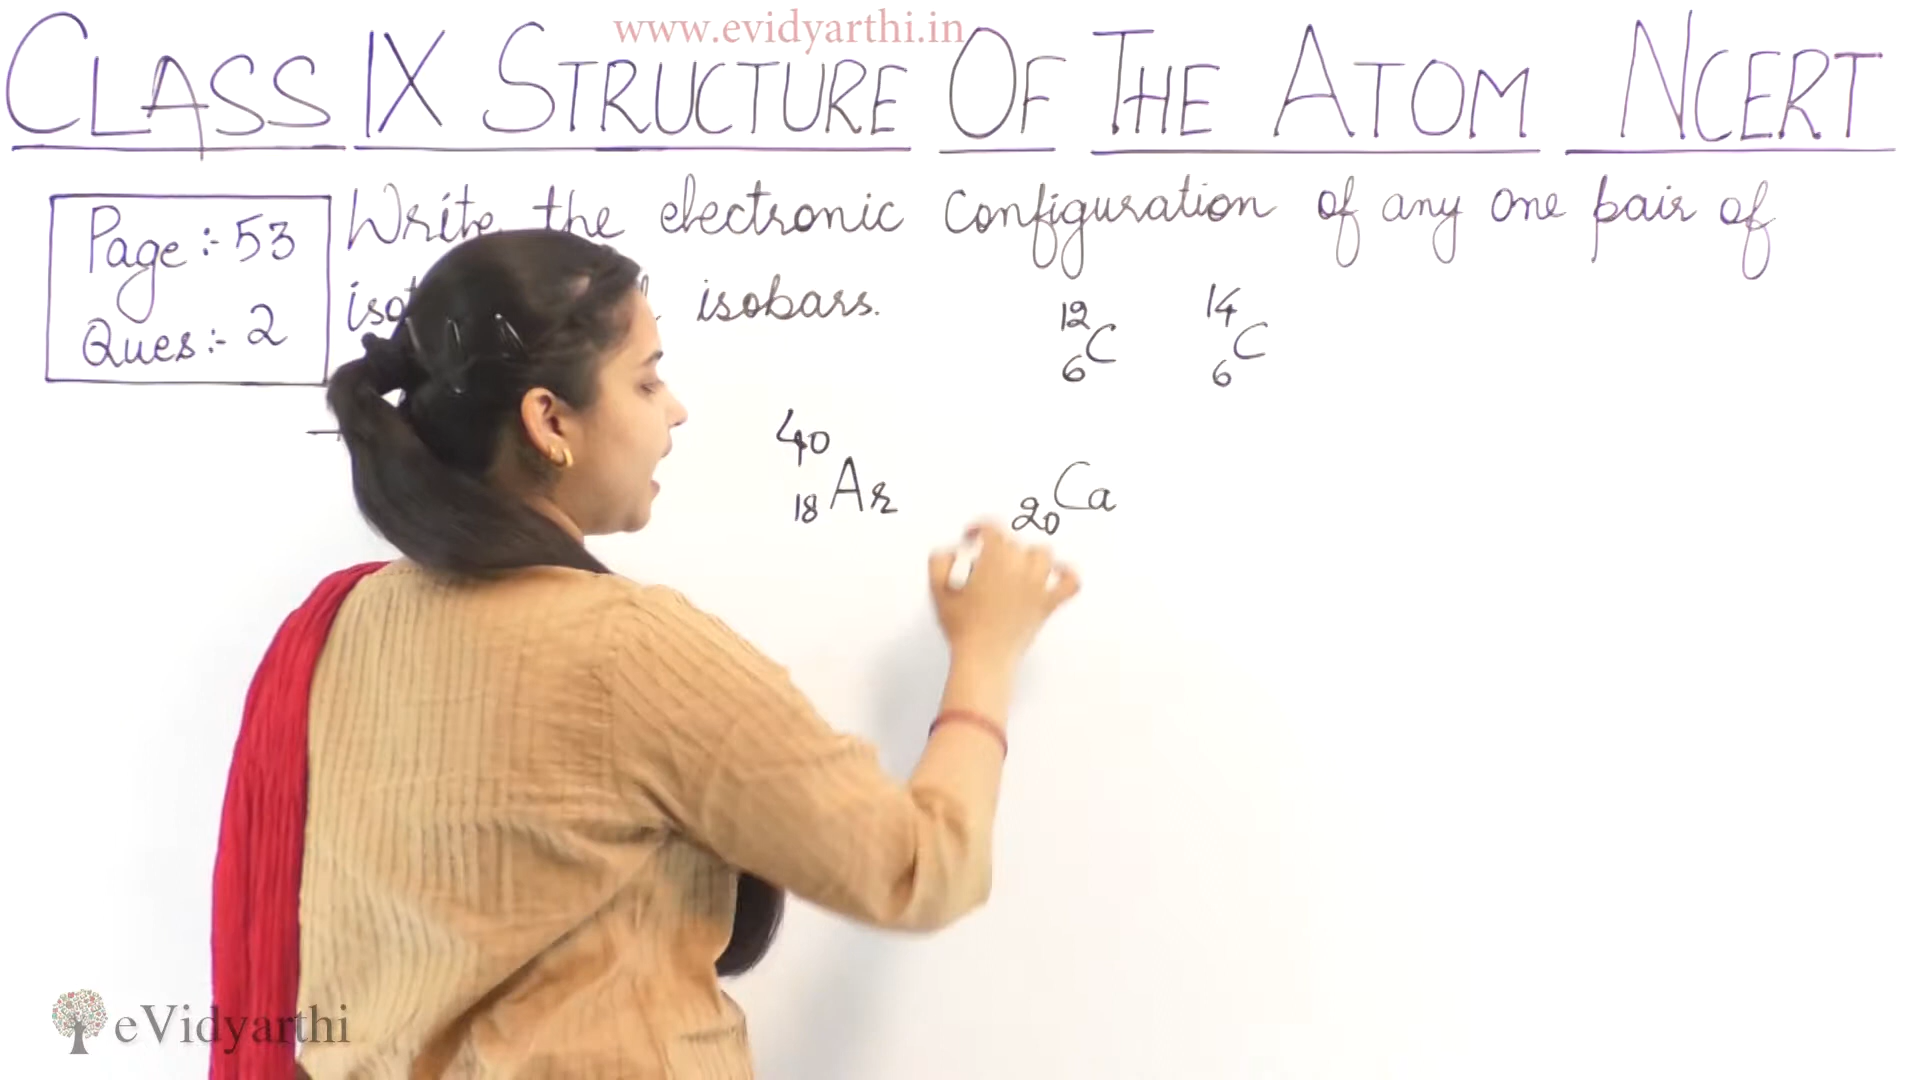 www.evidyarthi.in
CLASS IX STRUCTURE OF THE ATOM NCERT
Page :- 53
Ques :- 2
Write the electronic configuration of any one pair of
isobars.
12 6 C 14 6 C
40 18 Ar 20 Ca
eVidyarthi